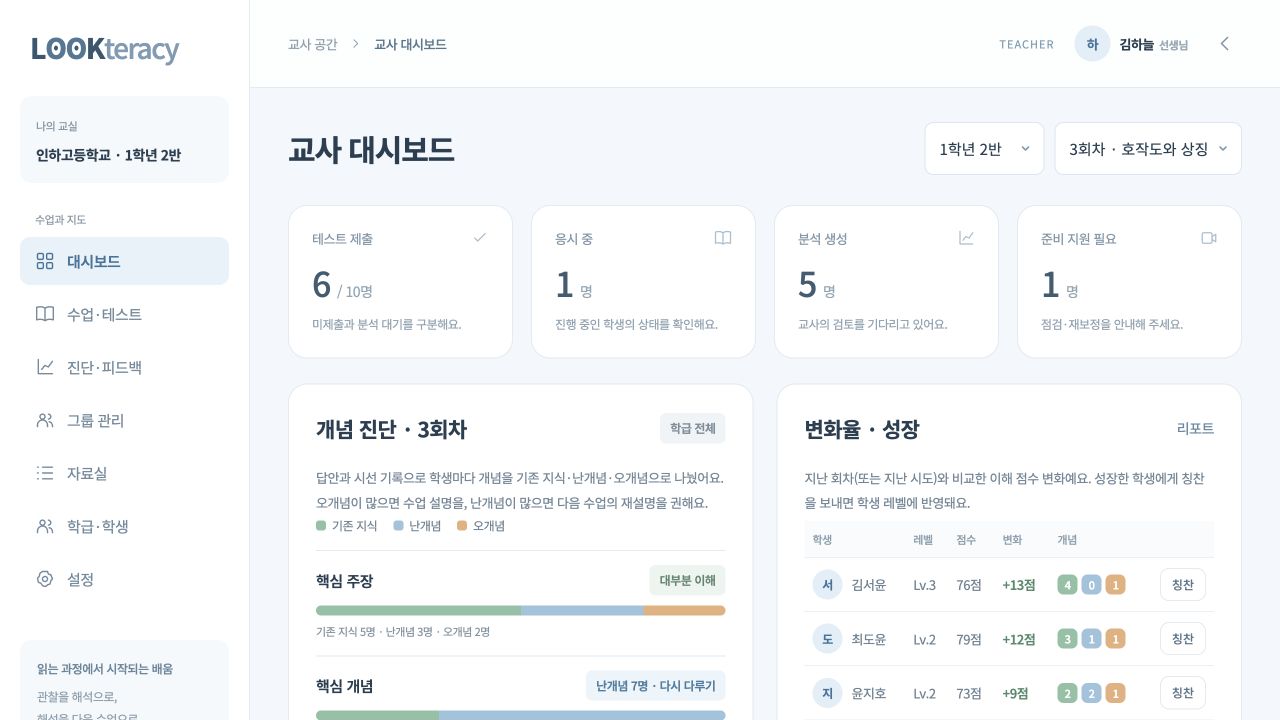 LOOKteracy
나의 교실
인하고등학교 · 1학년 2반
수업과 지도
대시보드
수업·테스트
진단·피드백
그룹 관리
자료실
학급·학생
설정
읽는 과정에서 시작되는 배움
관찰을 해석으로,
해석을 다음 수업으로
교사 공간 > 교사 대시보드
TEACHER 하 김하늘 선생님
교사 대시보드
1학년 2반
3회차 · 호작도와 상징
테스트 제출
6 / 10명
미제출과 분석 대기를 구분해요.
응시 중
1 명
진행 중인 학생의 상태를 확인해요.
분석 생성
5 명
교사의 검토를 기다리고 있어요.
준비 지원 필요
1 명
점검·재보정을 안내해 주세요.
개념 진단 · 3회차
학급 전체
답안과 시선 기록으로 학생마다 개념을 기존 지식·난개념·오개념으로 나눴어요.
오개념이 많으면 수업 설명을, 난개념이 많으면 다음 수업의 재설명을 권해요.
기존 지식 난개념 오개념
핵심 주장
대부분 이해
기존 지식 5명 · 난개념 3명 · 오개념 2명
핵심 개념
난개념 7명 · 다시 다루기
변화율 · 성장
리포트
지난 회차(또는 지난 시도)와 비교한 이해 점수 변화예요. 성장한 학생에게 칭찬
을 보내면 학생 레벨에 반영돼요.
학생 레벨 점수 변화 개념
서 김서윤 Lv.3 76점 +13점 4 0 1 칭찬
도 최도윤 Lv.2 79점 +12점 3 1 1 칭찬
지 윤지호 Lv.2 73점 +9점 2 2 1 칭찬